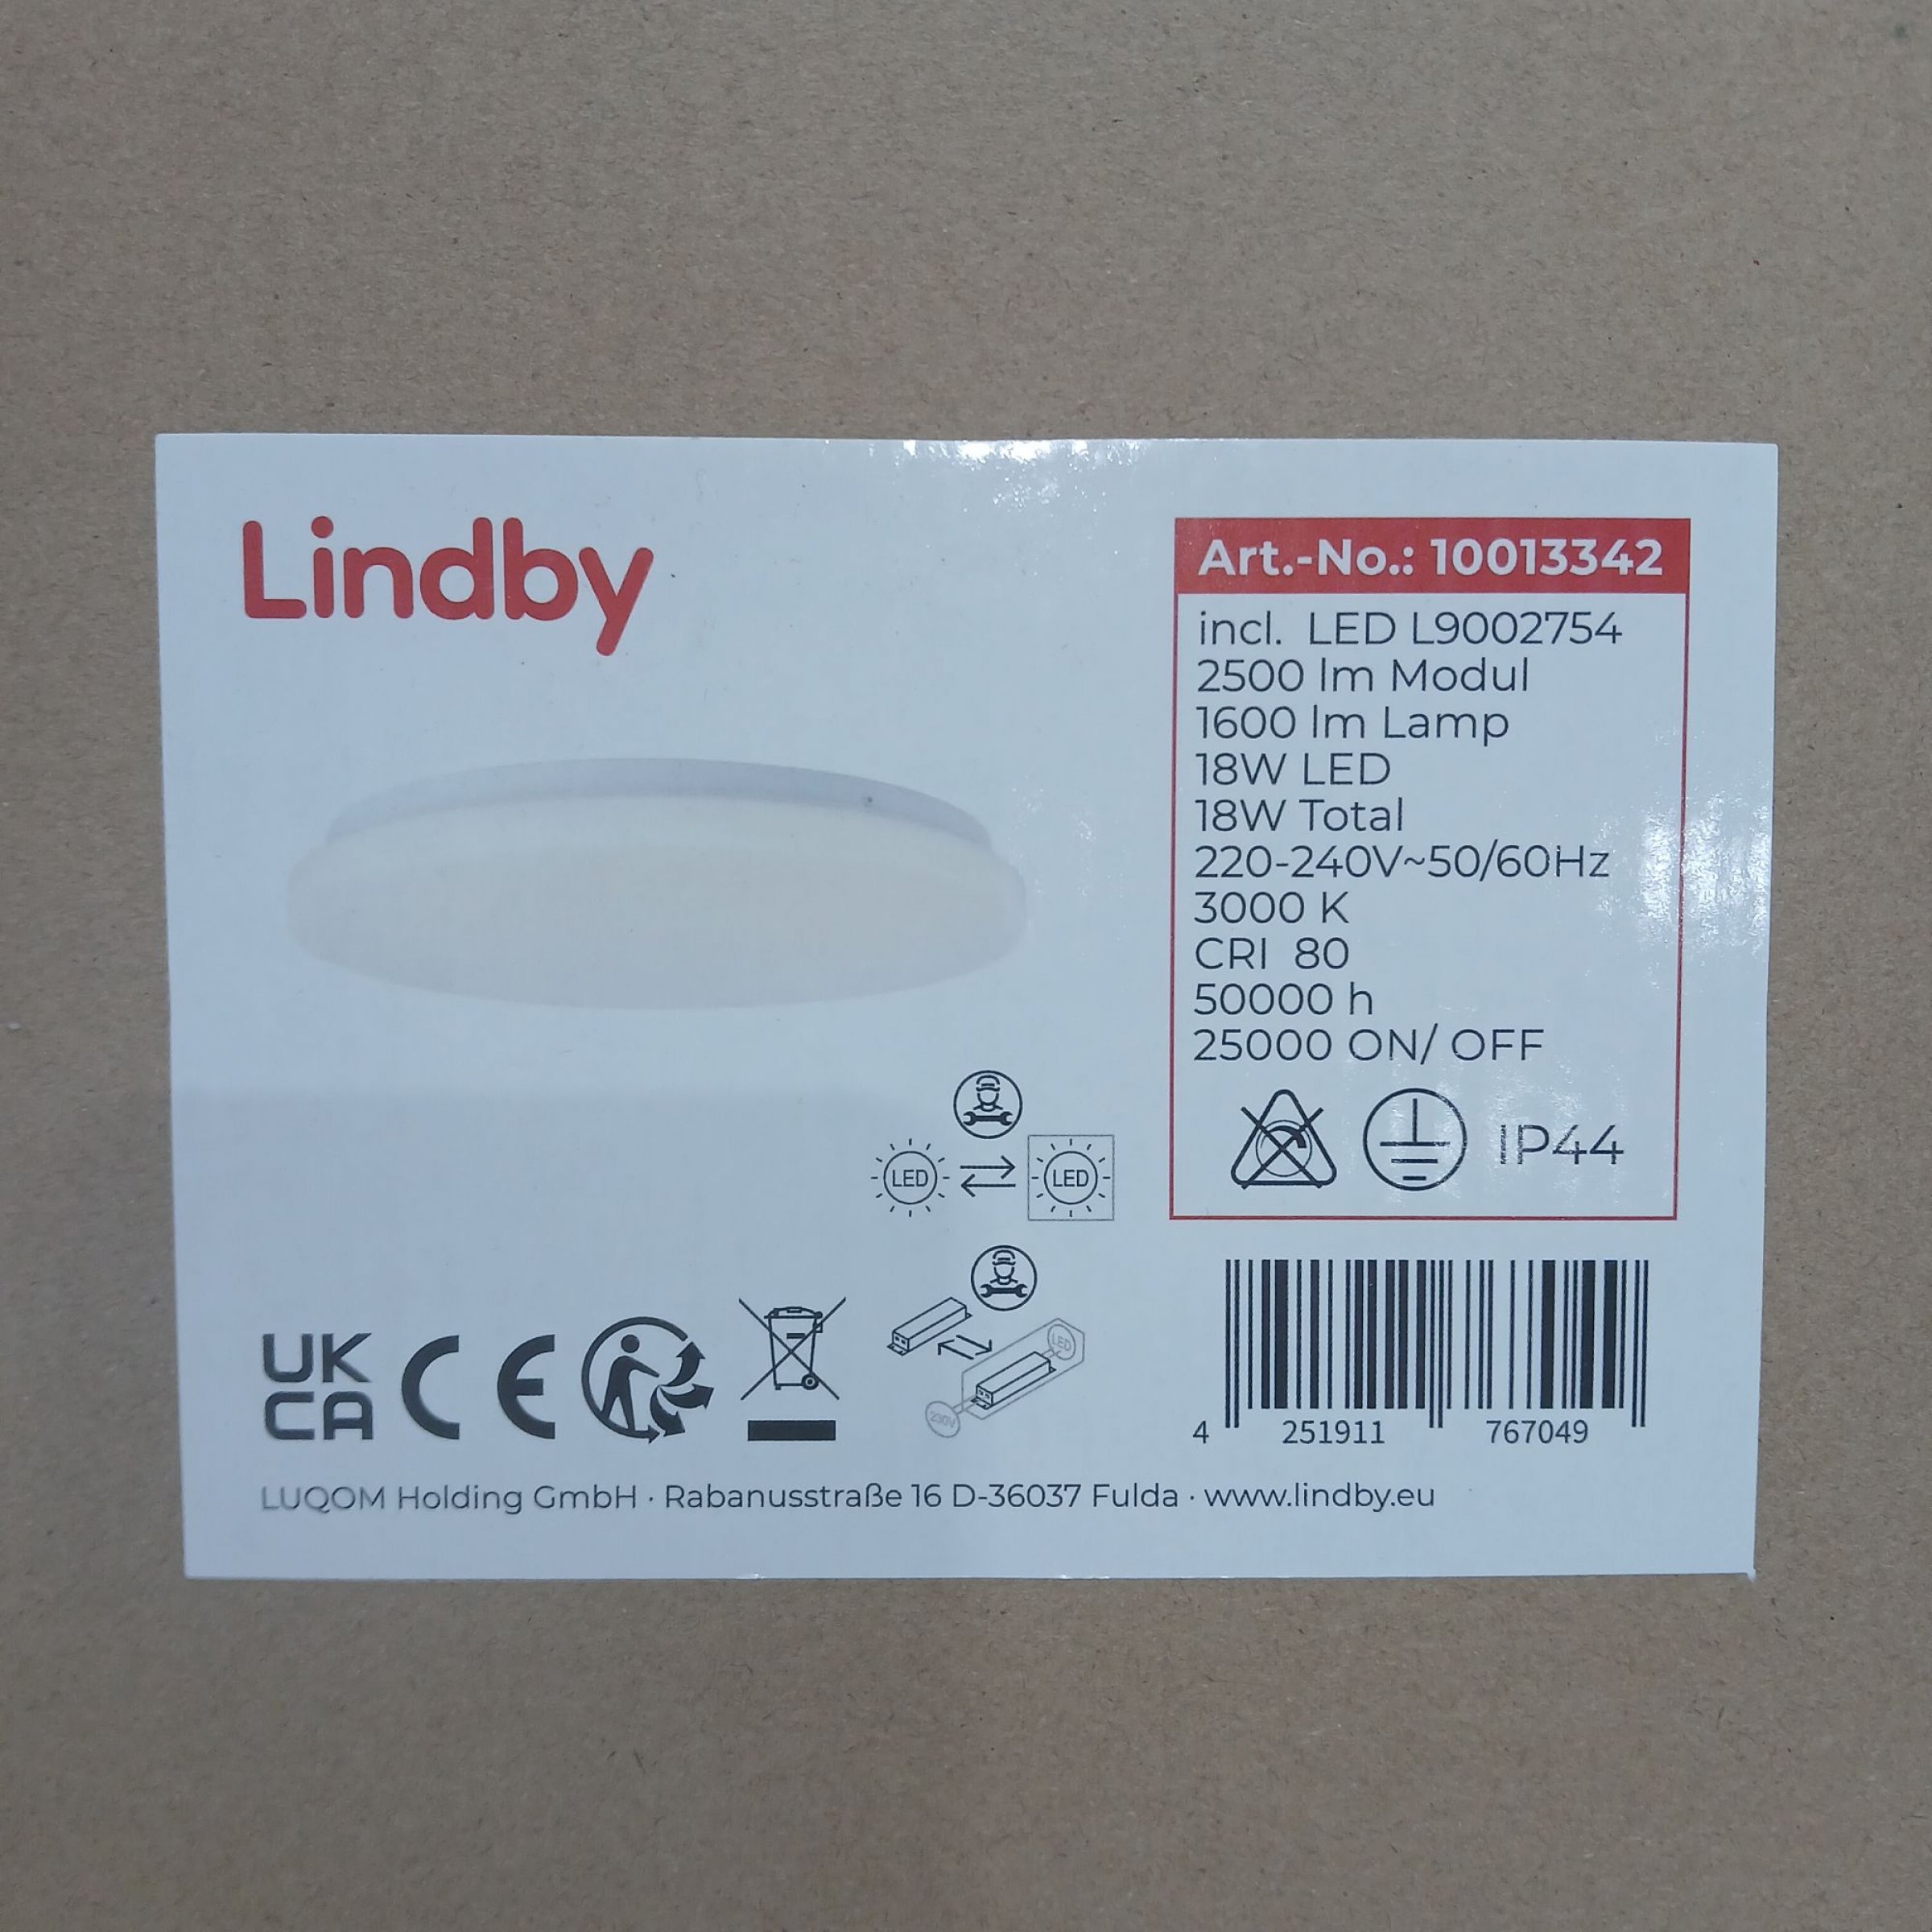 Lindby
Art.-No.: 10013342
incl. LED L9002754
2500 lm Modul
1600 lm Lamp
18W LED
18W Total
220-240V~50/60Hz
3000 K
CRI 80
50000 h
25000 ON/ OFF
IP44
LED LED
LED
230V
UK
CA
CE
4 251911 767049
LUQOM Holding GmbH · Rabanusstraße 16 D-36037 Fulda · www.lindby.eu